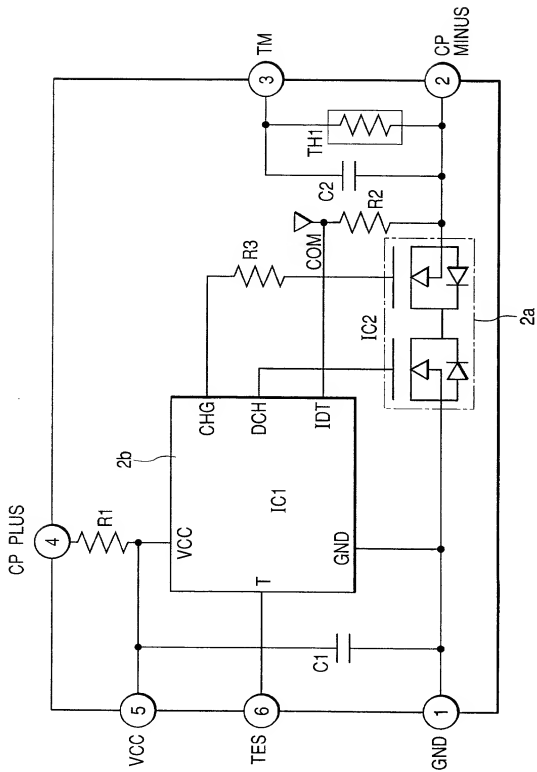 CP PLUS
4
R1
VCC
5
TES
6
GND
1
C1
2b
VCC
T
IC1
GND
CHG
DCH
IDT
R3
COM
R2
IC2
2a
C2
TH1
3
TM
2
CP
MINUS